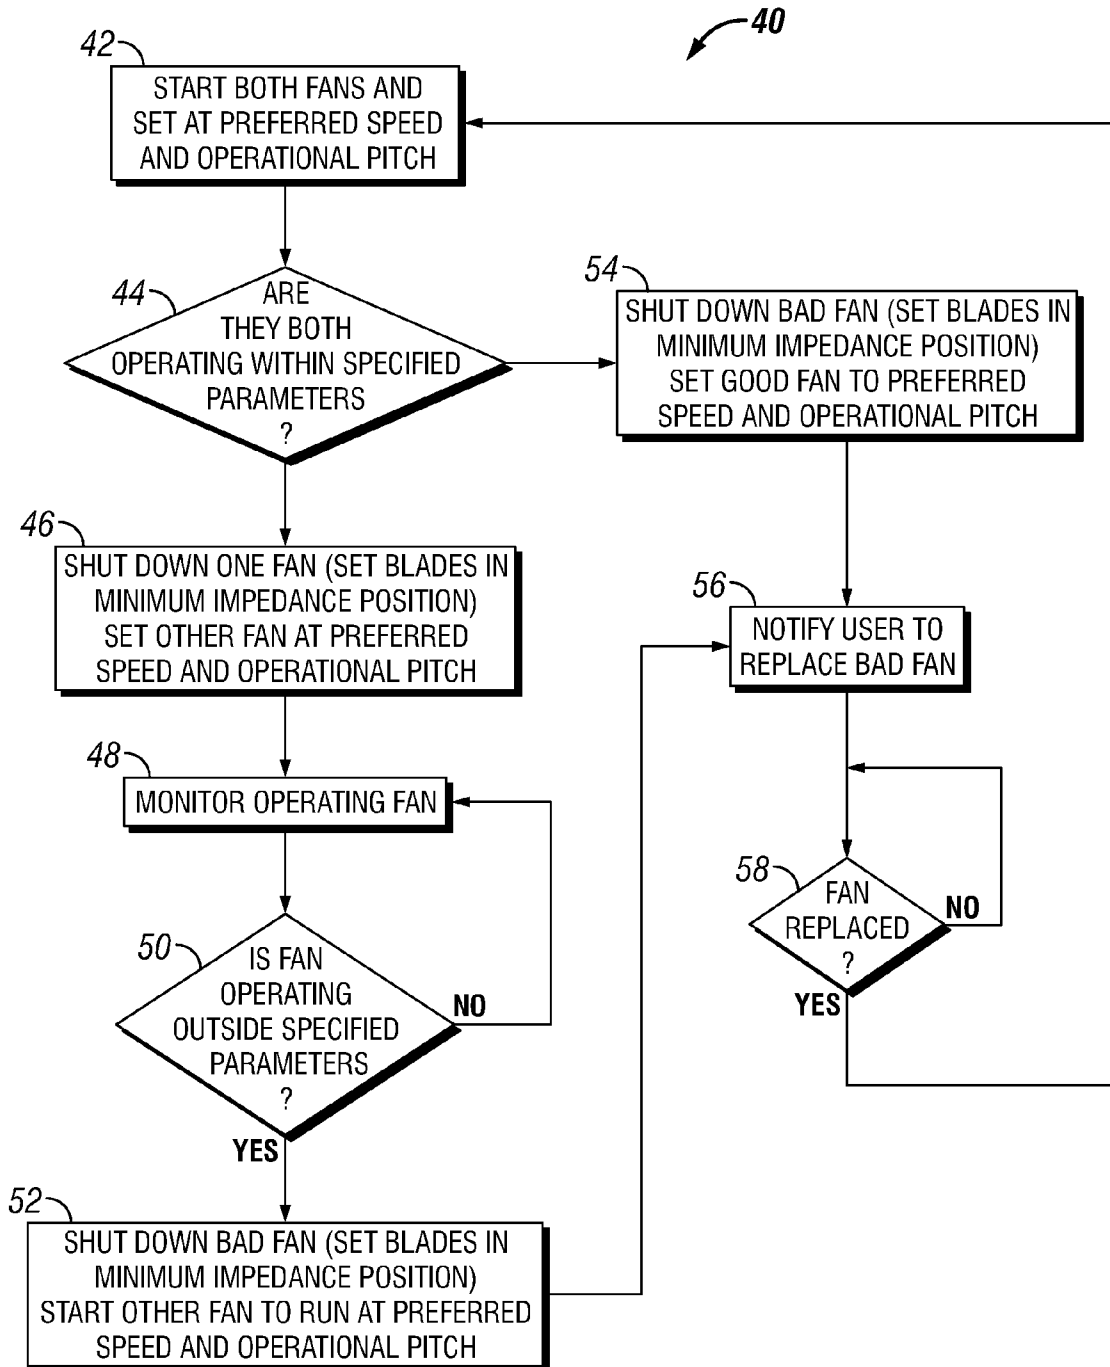 40
42
START BOTH FANS AND
SET AT PREFERRED SPEED
AND OPERATIONAL PITCH
44
ARE
THEY BOTH
OPERATING WITHIN SPECIFIED
PARAMETERS
?
54
SHUT DOWN BAD FAN (SET BLADES IN
MINIMUM IMPEDANCE POSITION)
SET GOOD FAN TO PREFERRED
SPEED AND OPERATIONAL PITCH
46
SHUT DOWN ONE FAN (SET BLADES IN
MINIMUM IMPEDANCE POSITION)
SET OTHER FAN AT PREFERRED
SPEED AND OPERATIONAL PITCH
56
NOTIFY USER TO
REPLACE BAD FAN
48
MONITOR OPERATING FAN
58
FAN
REPLACED
?
NO
YES
50
IS FAN
OPERATING
OUTSIDE SPECIFIED
PARAMETERS
?
NO
YES
52
SHUT DOWN BAD FAN (SET BLADES IN
MINIMUM IMPEDANCE POSITION)
START OTHER FAN TO RUN AT PREFERRED
SPEED AND OPERATIONAL PITCH